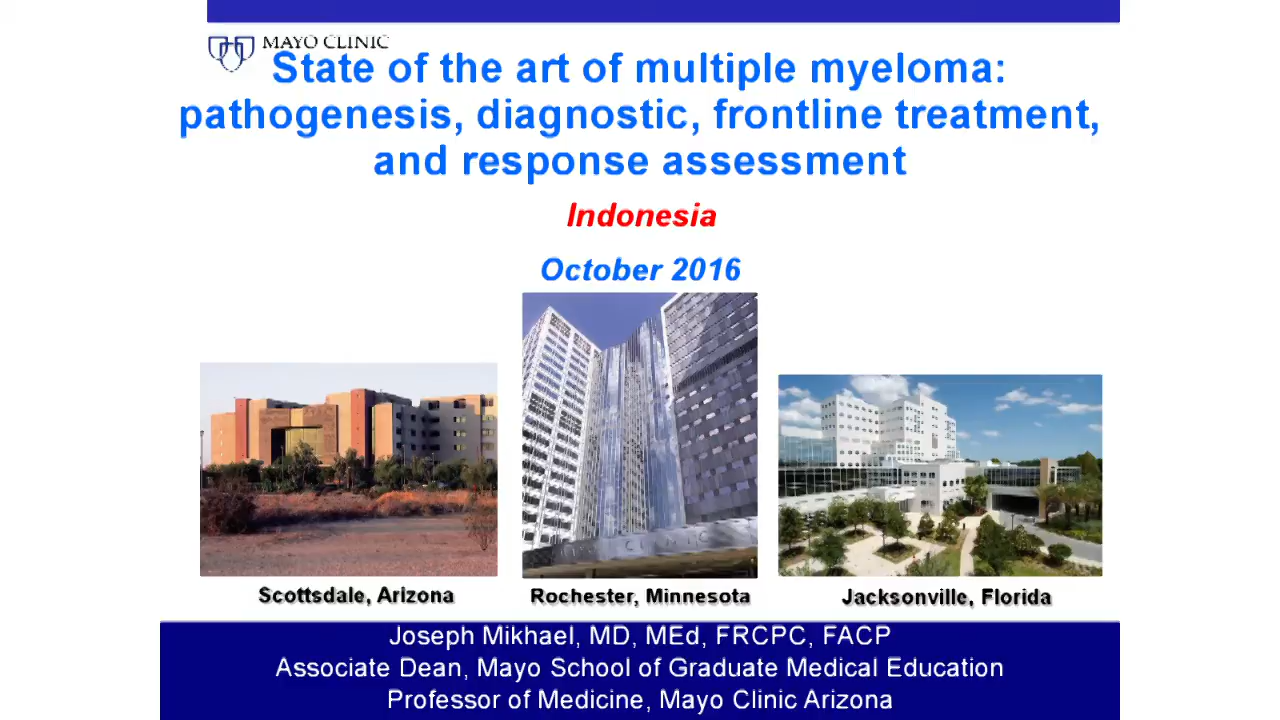 MAYO CLINIC
State of the art of multiple myeloma:
pathogenesis, diagnostic, frontline treatment,
and response assessment
Indonesia
October 2016
CLINIC
Scottsdale, Arizona
Rochester, Minnesota
Jacksonville, Florida
Joseph Mikhael, MD, MEd, FRCPC, FACP
Associate Dean, Mayo School of Graduate Medical Education
Professor of Medicine, Mayo Clinic Arizona